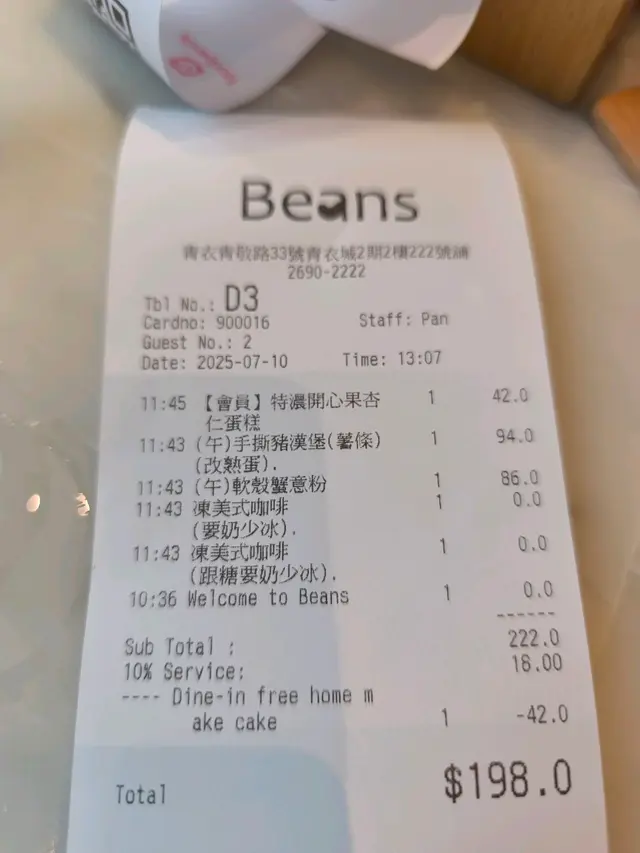 Beans
青衣青敬路33號青衣城2期2樓222號舖
2690-2222
Tbl No.: D3
Cardno: 900016 Staff: Pan
Guest No.: 2
Date: 2025-07-10 Time: 13:07
11:45 【會員】特濃開心果杏 1 42.0
仁蛋糕
11:43 (午)手撕豬漢堡(薯條) 1 94.0
(改熟蛋).
11:43 (午)軟殼蟹意粉 1 86.0
11:43 凍美式咖啡 1 0.0
(要奶少冰).
11:43 凍美式咖啡 1 0.0
(跟糖要奶少冰).
10:36 Welcome to Beans 1 0.0
------
Sub Total : 222.0
10% Service: 18.00
---- Dine-in free home m
ake cake 1 -42.0
Total $198.0